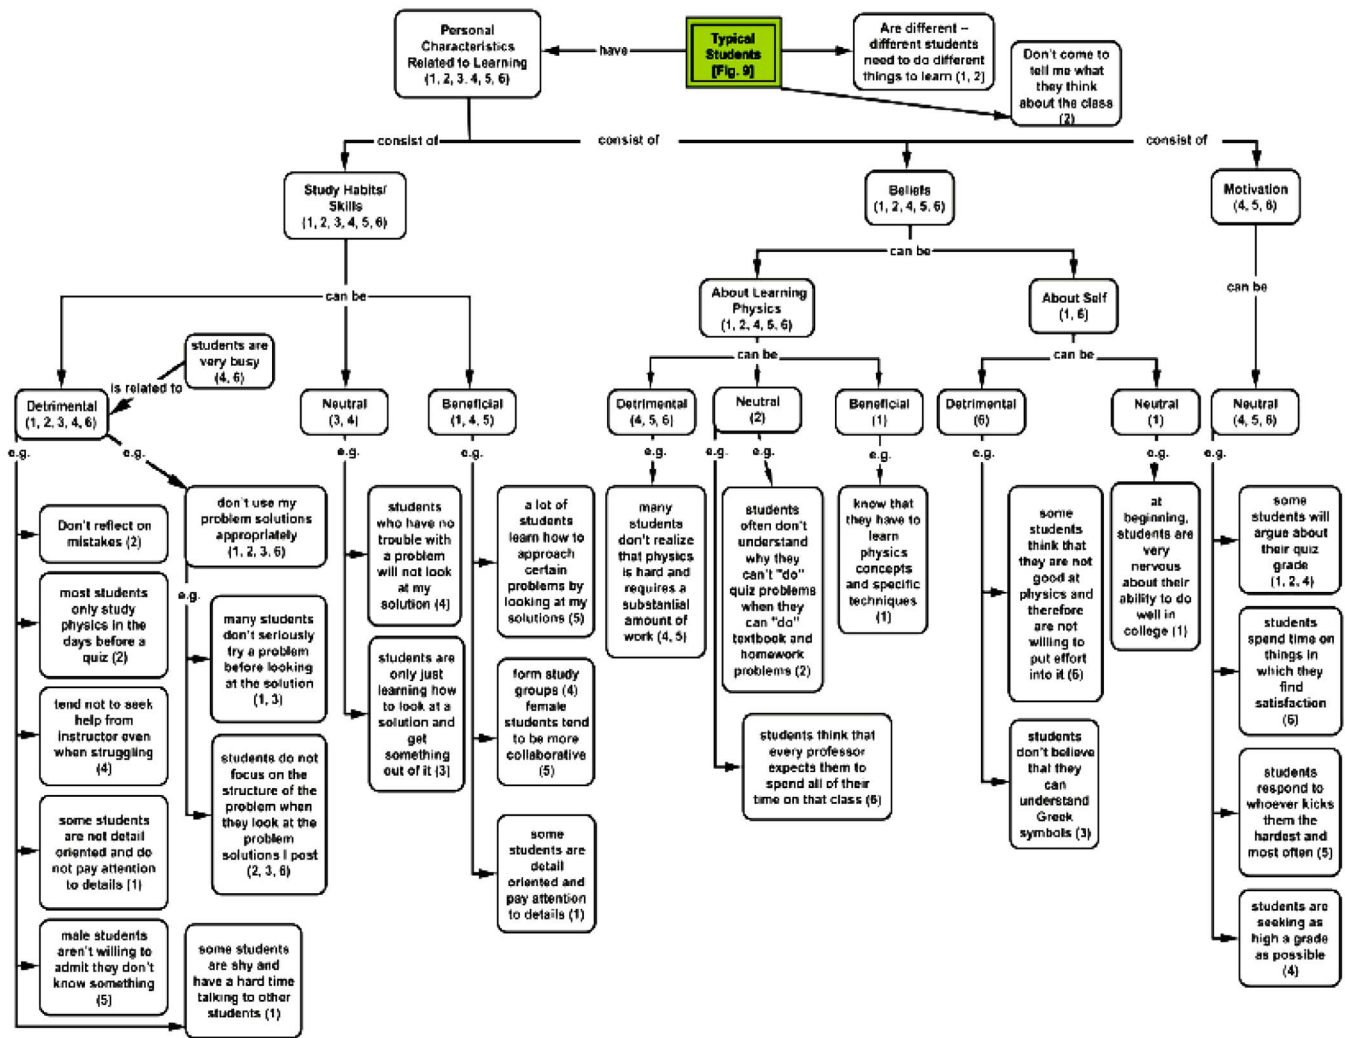 Personal
Characteristics
Related to Learning
(1, 2, 3. 4, 5, 6)
have
Typical
Students
[Fig. 9]
Are different –
different students
need to do different
things to learn (1, 2)
Don't come to
tell me what
they think
about the class
(2)
consist of
consist of
consist of
Study Habits/
Skills
(1, 2, 3, 4, 5, 6)
Beliefs
(1, 2, 4, 5, 6)
Motivation
(4, 5, 6)
can be
can be
can be
About Learning
Physics
(1, 2, 4, 5, 6)
About Self
(1, 6)
can be
can be
students are
very busy
(4, 6)
is related to
Detrimental
(1, 2, 3, 4, 6)
Neutral
(3, 4)
Beneficial
(1, 4, 5)
Detrimental
(4, 5, 6)
Neutral
(2)
Beneficial
(1)
Detrimental
(6)
Neutral
(1)
Neutral
(4, 5, 6)
e.g.
e.g.
e.g.
e.g.
e.g.
e.g.
e.g.
e.g.
e.g.
e.g.
e.g.
e.g.
Don't reflect on
mistakes (2)
most students
only study
physics in the
days before a
quiz (2)
tend not to seek
help from
instructor even
when struggling
(4)
some students
are not detail
oriented and do
not pay attention
to details (1)
male students
aren't willing to
admit they don't
know something
(5)
don't use my
problem solutions
appropriately
(1, 2, 3, 6)
e.g.
many students
don't seriously
try a problem
before looking
at the solution
(1, 3)
students do not
focus on the
structure of the
problem when
they look at the
problem
solutions I post
(2, 3, 6)
some students
are shy and
have a hard time
talking to other
students (1)
students
who have no
trouble with
a problem
will not look
at my
solution (4)
students are
only just
learning how
to look at a
solution and
get
something
out of it (3)
a lot of
students
learn how to
approach
certain
problems by
looking at my
solutions (5)
form study
groups (4)
female
students tend
to be more
collaborative
(5)
some
students are
detail
oriented and
pay attention
to details (1)
many
students
don't realize
that physics
is hard and
requires a
substantial
amount of
work (4, 5)
students
often don't
understand
why they
can't "do"
quiz problems
when they
can "do"
textbook and
homework
problems (2)
students think that
every professor
expects them to
spend all of their
time on that class (6)
know that
they have to
learn
physics
concepts
and specific
techniques
(1)
some
students
think that
they are not
good at
physics and
therefore
are not
willing to
put effort
into it (6)
students
don't believe
that they
can
understand
Greek
symbols (3)
at
beginning,
students are
very
nervous
about their
ability to do
well in
college (1)
some
students will
argue about
their quiz
grade
(1, 2, 4)
students
spend time on
things in
which they
find
satisfaction
(6)
students
respond to
whoever kicks
them the
hardest and
most often (5)
students are
seeking as
high a grade
as possible
(4)